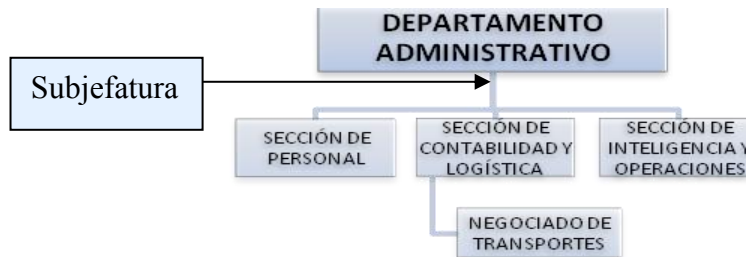 DEPARTAMENTO
ADMINISTRATIVO
Subjefatura
SECCIÓN DE
PERSONAL
SECCIÓN DE
CONTABILIDAD Y
LOGÍSTICA
SECCIÓN DE
INTELIGENCIA Y
OPERACIONES
NEGOCIADO DE
TRANSPORTES